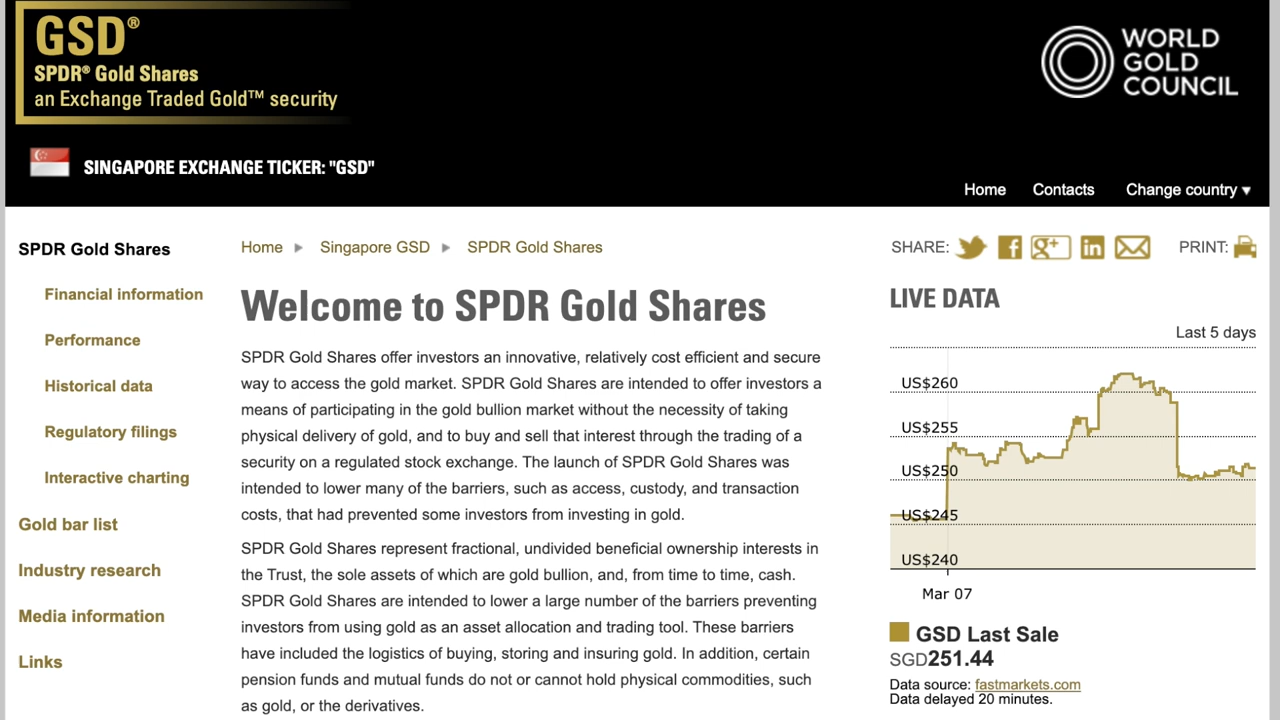 GSD®
SPDR® Gold Shares
an Exchange Traded Gold™ security
WORLD
GOLD
COUNCIL
SINGAPORE EXCHANGE TICKER: "GSD"
Home Contacts Change country ▾
SPDR Gold Shares
Financial information
Performance
Historical data
Regulatory filings
Interactive charting
Gold bar list
Industry research
Media information
Links
Home ▸ Singapore GSD ▸ SPDR Gold Shares
Welcome to SPDR Gold Shares
SPDR Gold Shares offer investors an innovative, relatively cost efficient and secure
way to access the gold market. SPDR Gold Shares are intended to offer investors a
means of participating in the gold bullion market without the necessity of taking
physical delivery of gold, and to buy and sell that interest through the trading of a
security on a regulated stock exchange. The launch of SPDR Gold Shares was
intended to lower many of the barriers, such as access, custody, and transaction
costs, that had prevented some investors from investing in gold.
SPDR Gold Shares represent fractional, undivided beneficial ownership interests in
the Trust, the sole assets of which are gold bullion, and, from time to time, cash.
SPDR Gold Shares are intended to lower a large number of the barriers preventing
investors from using gold as an asset allocation and trading tool. These barriers
have included the logistics of buying, storing and insuring gold. In addition, certain
pension funds and mutual funds do not or cannot hold physical commodities, such
as gold, or the derivatives.
SHARE: g+ in PRINT:
LIVE DATA
Last 5 days
US$260
US$255
US$250
US$245
US$240
Mar 07
GSD Last Sale
SGD251.44
Data source: fastmarkets.com
Data delayed 20 minutes.